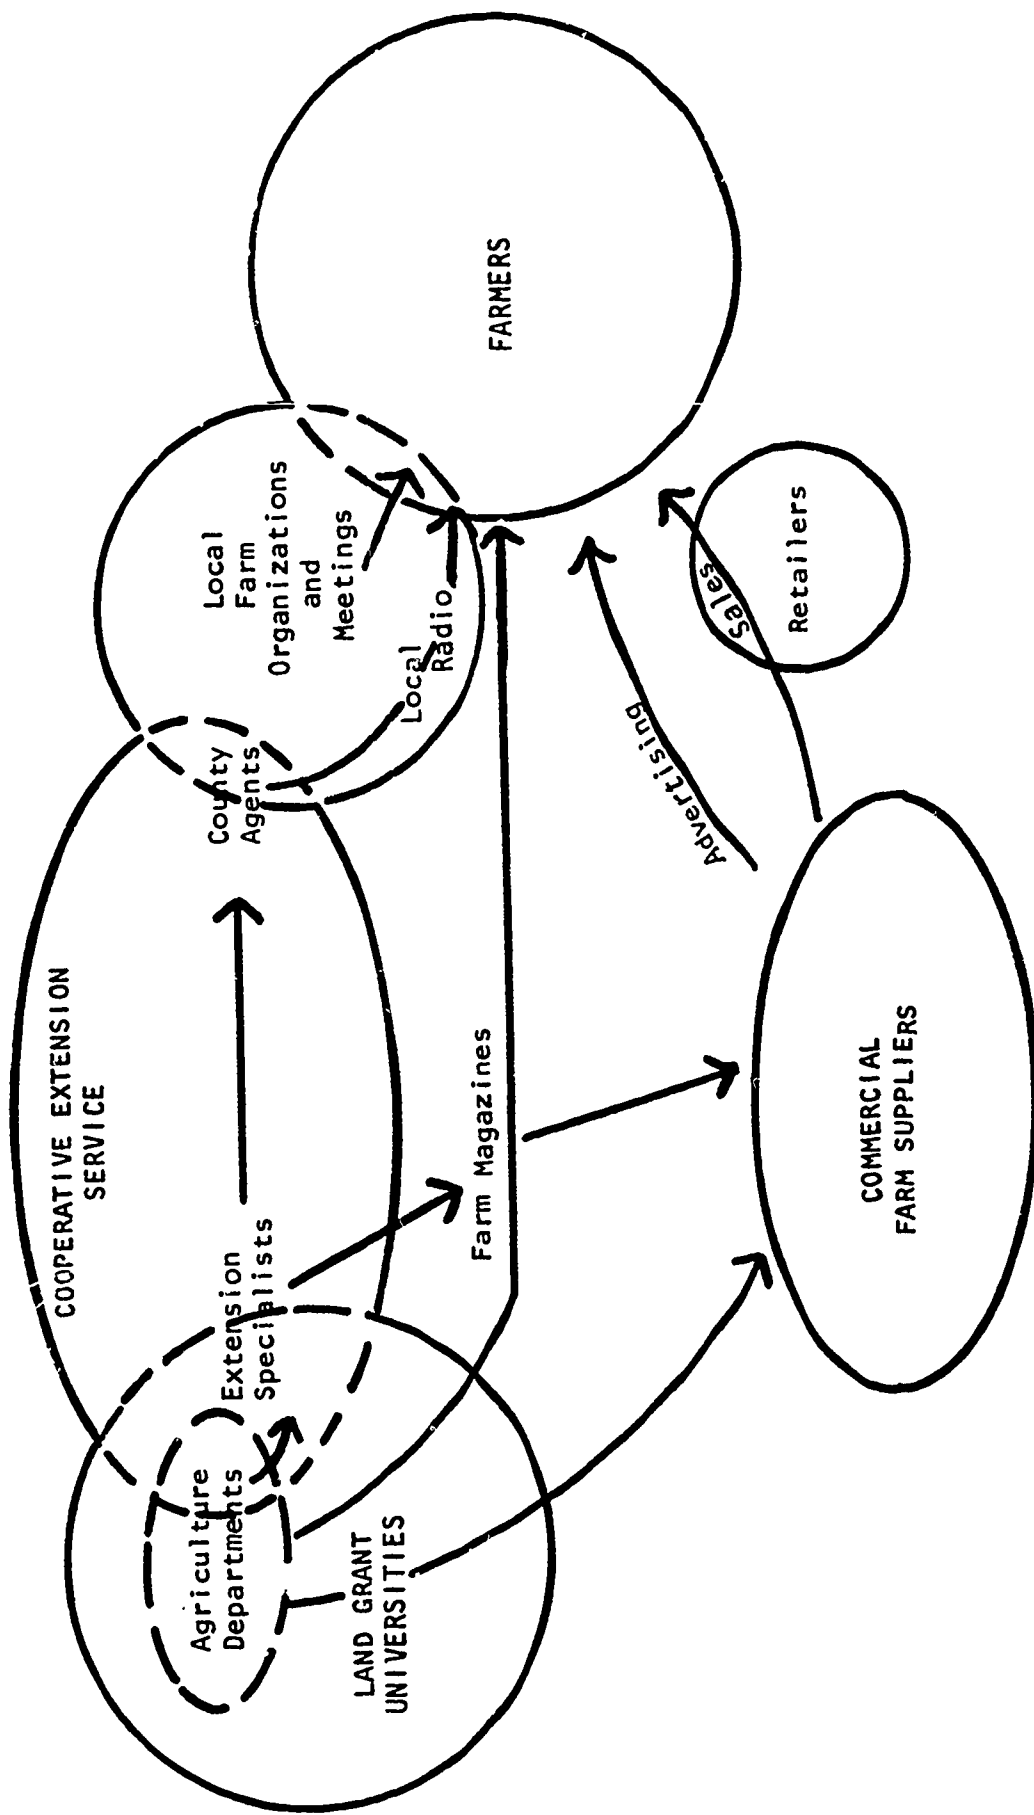 COOPERATIVE EXTENSION
SERVICE
Agriculture
Departments
Extension
Specialists
County
Agents
Local
Farm
Organizations
and
Meetings
Local
Radio
LAND GRANT
UNIVERSITIES
Farm Magazines
FARMERS
Advertising
Sales
Retailers
COMMERCIAL
FARM SUPPLIERS